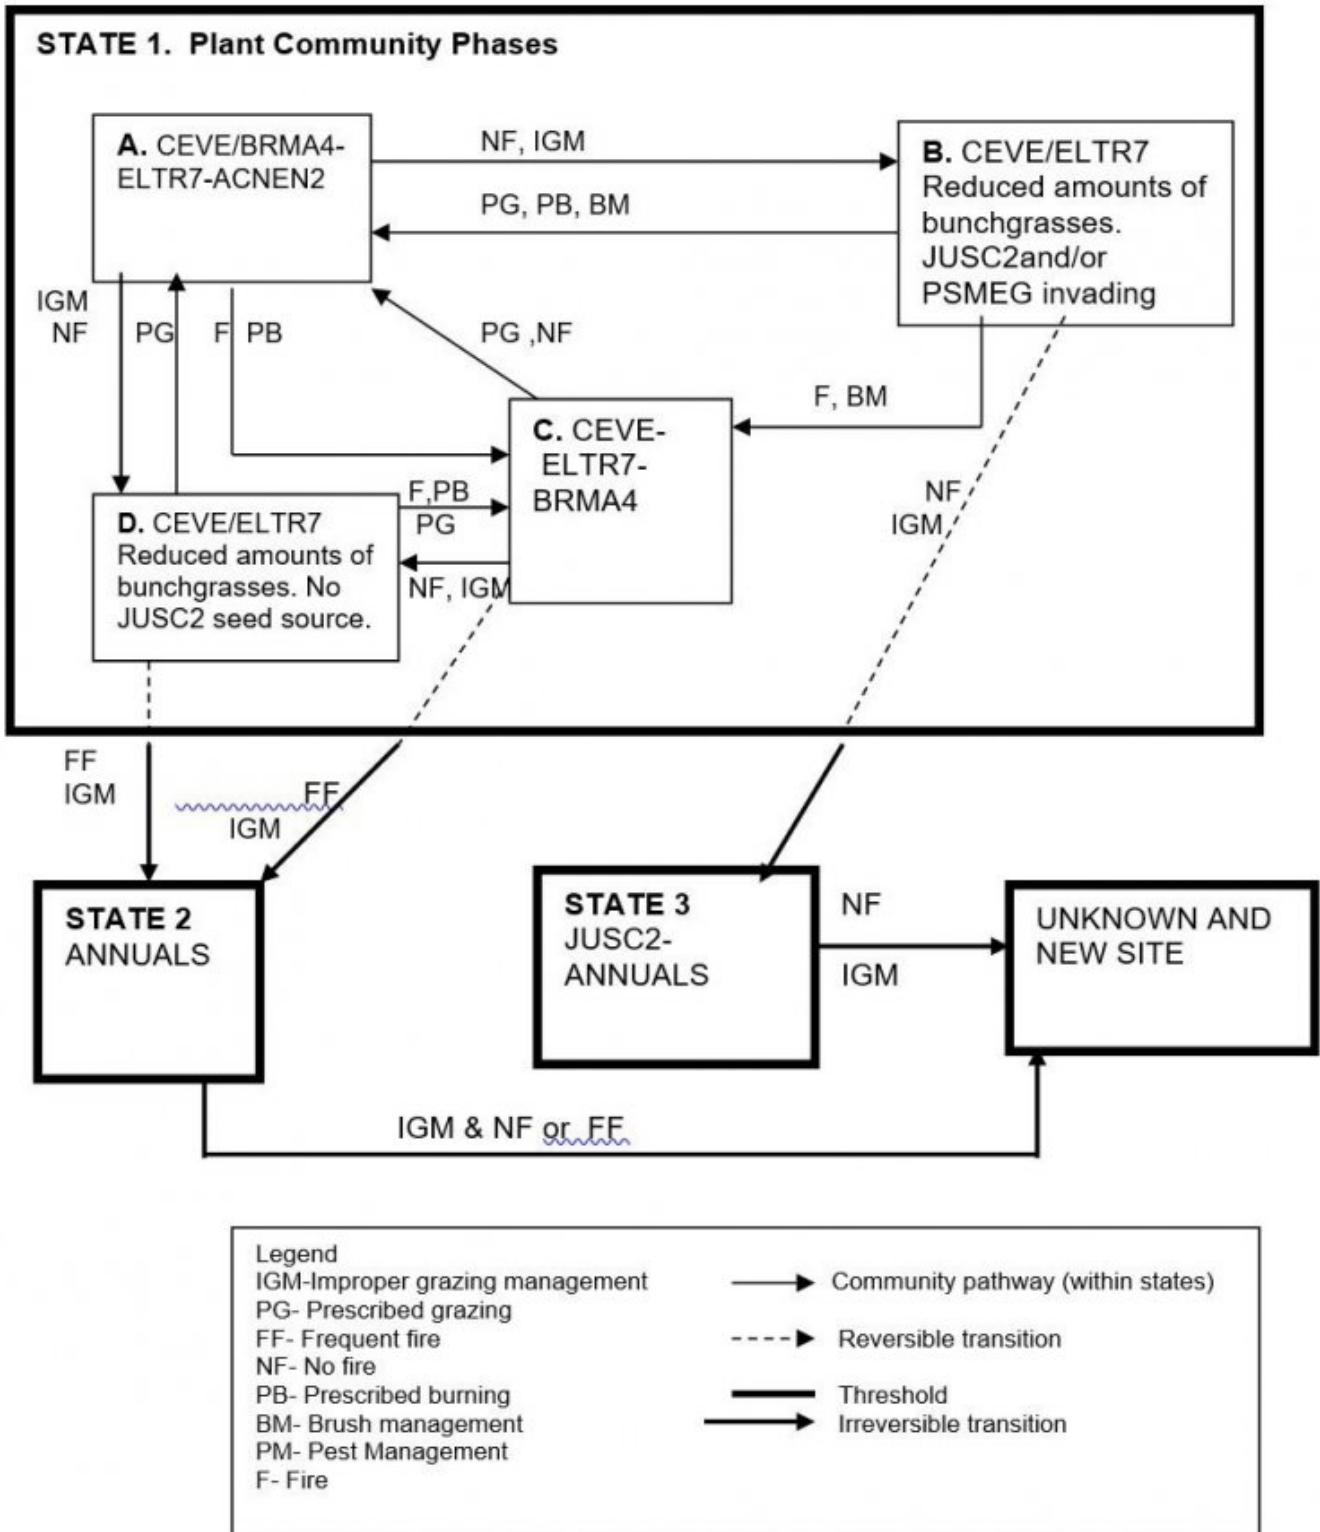 STATE 1. Plant Community Phases
A. CEVE/BRMA4-
ELTR7-ACNEN2
NF, IGM
PG, PB, BM
B. CEVE/ELTR7
Reduced amounts of
bunchgrasses.
JUSC2and/or
PSMEG invading
IGM
NF
PG
F
PB
PG ,NF
F, BM
C. CEVE-
ELTR7-
BRMA4
F,PB
PG
NF, IGM
D. CEVE/ELTR7
Reduced amounts of
bunchgrasses. No
JUSC2 seed source.
NF
IGM
FF
IGM
FF
IGM
STATE 2
ANNUALS
STATE 3
JUSC2-
ANNUALS
NF
IGM
UNKNOWN AND
NEW SITE
IGM & NF or FF
Legend
IGM-Improper grazing management
PG- Prescribed grazing
FF- Frequent fire
NF- No fire
PB- Prescribed burning
BM- Brush management
PM- Pest Management
F- Fire
Community pathway (within states)
Reversible transition
Threshold
Irreversible transition